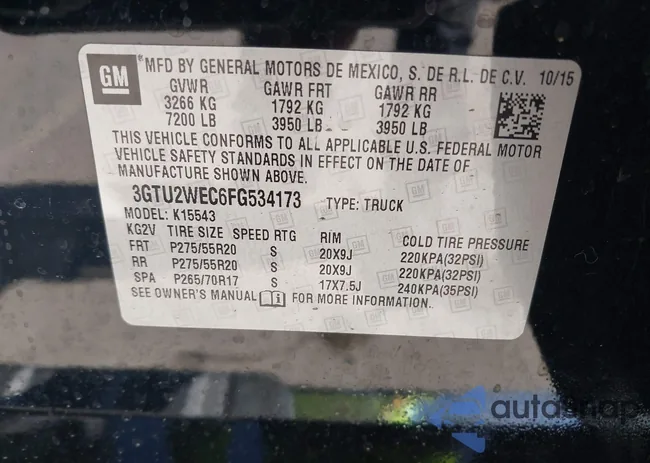 GM
*MFD BY GENERAL MOTORS DE MEXICO, S. DE R.L. DE C.V. 10/15
GVWR GAWR FRT GAWR RR
3266 KG 1792 KG 1792 KG
7200 LB 3950 LB 3950 LB
THIS VEHICLE CONFORMS TO ALL APPLICABLE U.S. FEDERAL MOTOR
VEHICLE SAFETY STANDARDS IN EFFECT ON THE DATE OF
MANUFACTURE SHOWN ABOVE.
3GTU2WEC6FG534173 TYPE: TRUCK
MODEL: K15543
KG2V TIRE SIZE SPEED RTG RIM COLD TIRE PRESSURE
FRT P275/55R20 S 20X9J 220KPA(32PSI)
RR P275/55R20 S 20X9J 220KPA(32PSI)
SPA P265/70R17 S 17X7.5J 240KPA(35PSI)
SEE OWNER'S MANUAL FOR MORE INFORMATION.
autosnap